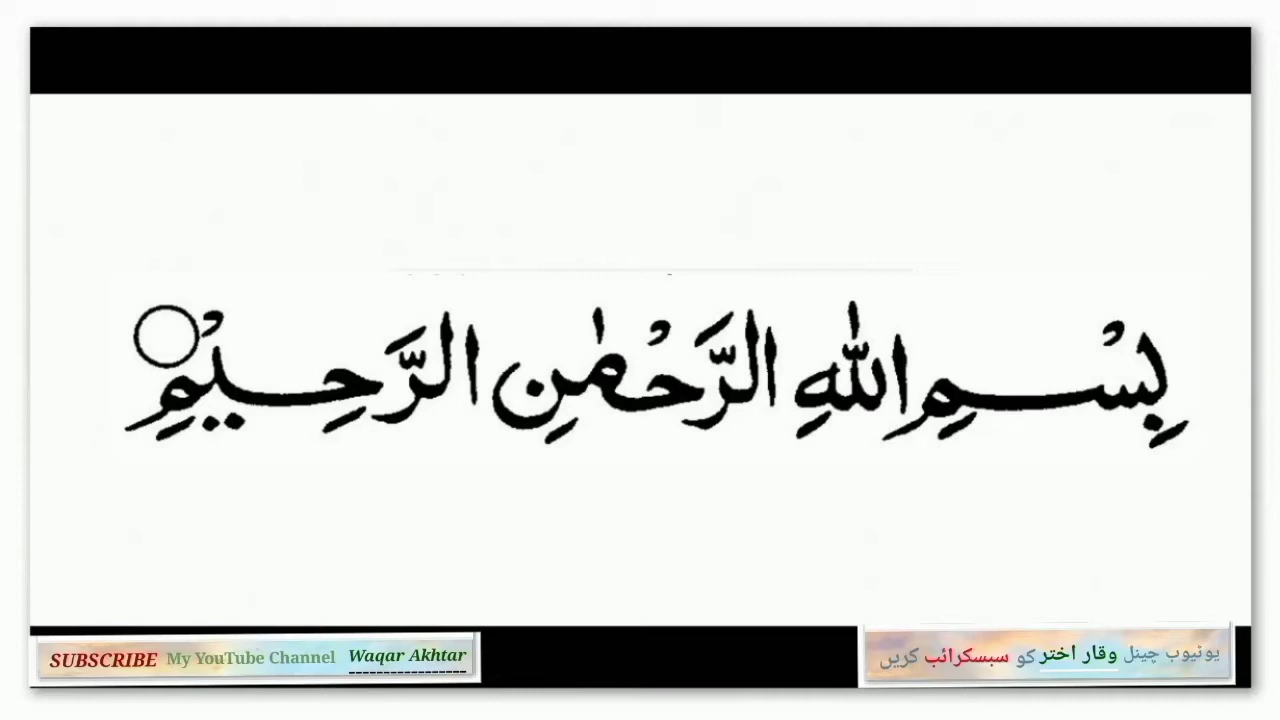 بِسْمِ اللّٰهِ الرَّحْمٰنِ الرَّحِيْمِ
SUBSCRIBE My YouTube Channel Waqar Akhtar
یوٹیوب چینل وقار اختر کو سبسکرائب کریں